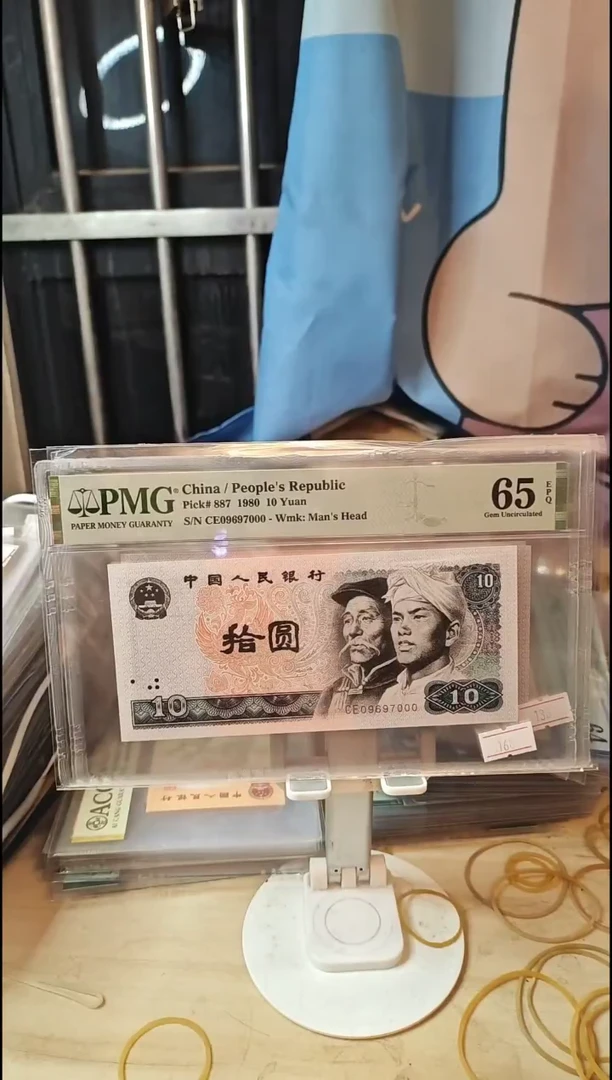 PMG
PAPER MONEY GUARANTY
China / People's Republic
Pick# 887 1980 10 Yuan
S/N CE09697000 - Wmk: Man's Head
65 EPQ
Gem Uncirculated
中国人民银行
10
拾圆
10
10
CE09697000
16
ACC